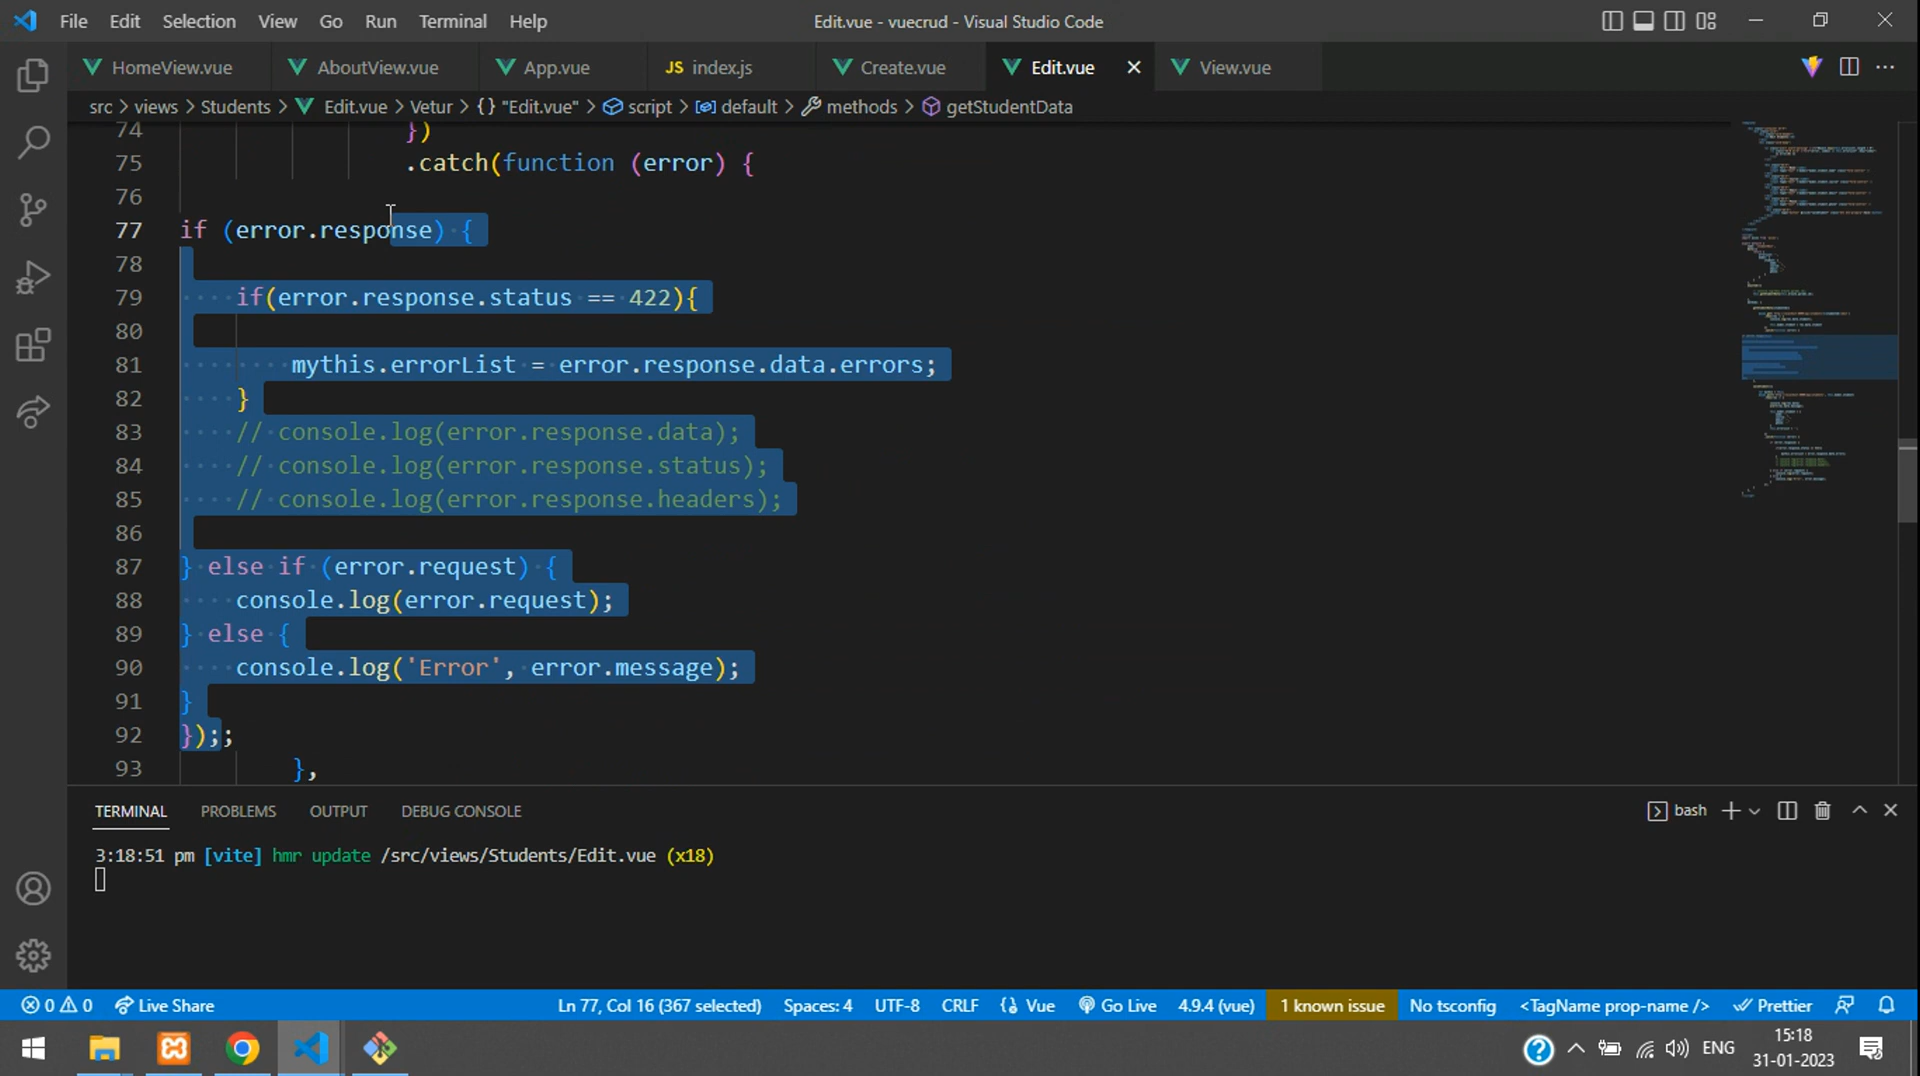 File Edit Selection View Go Run Terminal Help
Edit.vue - vuecrud - Visual Studio Code
HomeView.vue AboutView.vue App.vue JS index.js Create.vue Edit.vue View.vue
src > views > Students > Edit.vue > Vetur > {} "Edit.vue" > script > default > methods > getStudentData
74 })
75 .catch(function (error) {
76
77 if (error.response) {
78
79 if(error.response.status == 422){
80
81 mythis.errorList = error.response.data.errors;
82 }
83 // console.log(error.response.data);
84 // console.log(error.response.status);
85 // console.log(error.response.headers);
86
87 } else if (error.request) {
88 console.log(error.request);
89 } else {
90 console.log('Error', error.message);
91 }
92 });;
93 },
TERMINAL PROBLEMS OUTPUT DEBUG CONSOLE
bash
3:18:51 pm [vite] hmr update /src/views/Students/Edit.vue (x18)
0 0 Live Share Ln 77, Col 16 (367 selected) Spaces: 4 UTF-8 CRLF Vue Go Live 4.9.4 (vue) 1 known issue No tsconfig <TagName prop-name /> Prettier
ENG
15:18
31-01-2023